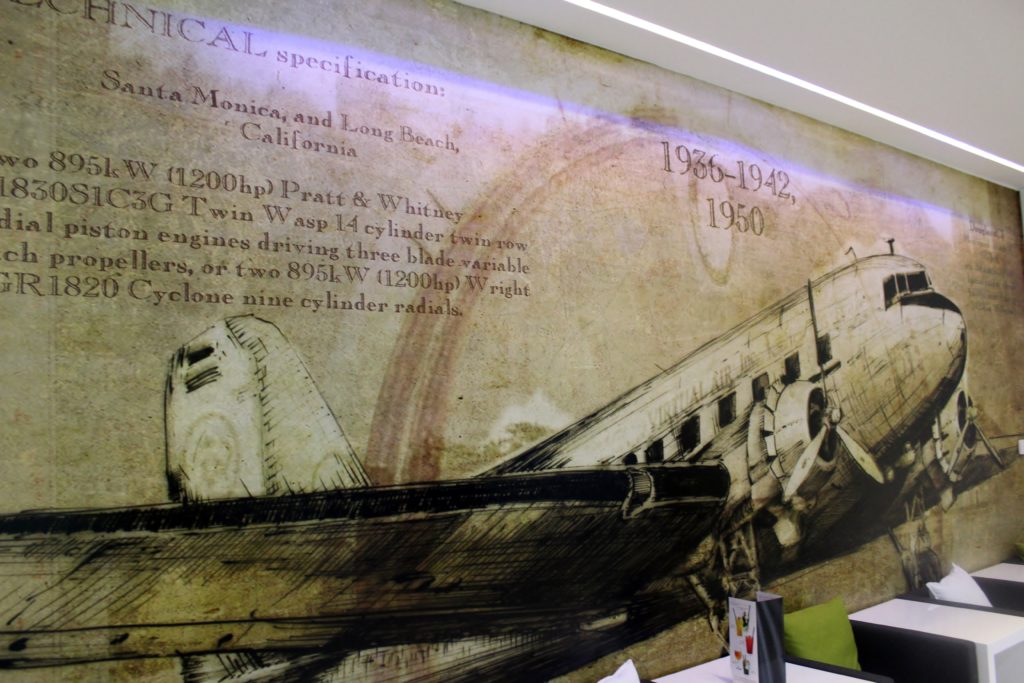 ECHNICAL specification:
Santa Monica, and Long Beach,
California
wo 895kW (1200hp) Pratt & Whitney
1830S1C3G Twin Wasp 14 cylinder twin row
dial piston engines driving three blade variable
ch propellers, or two 895kW (1200hp) Wright
GR1820 Cyclone nine cylinder radials.
1936-1942,
1950